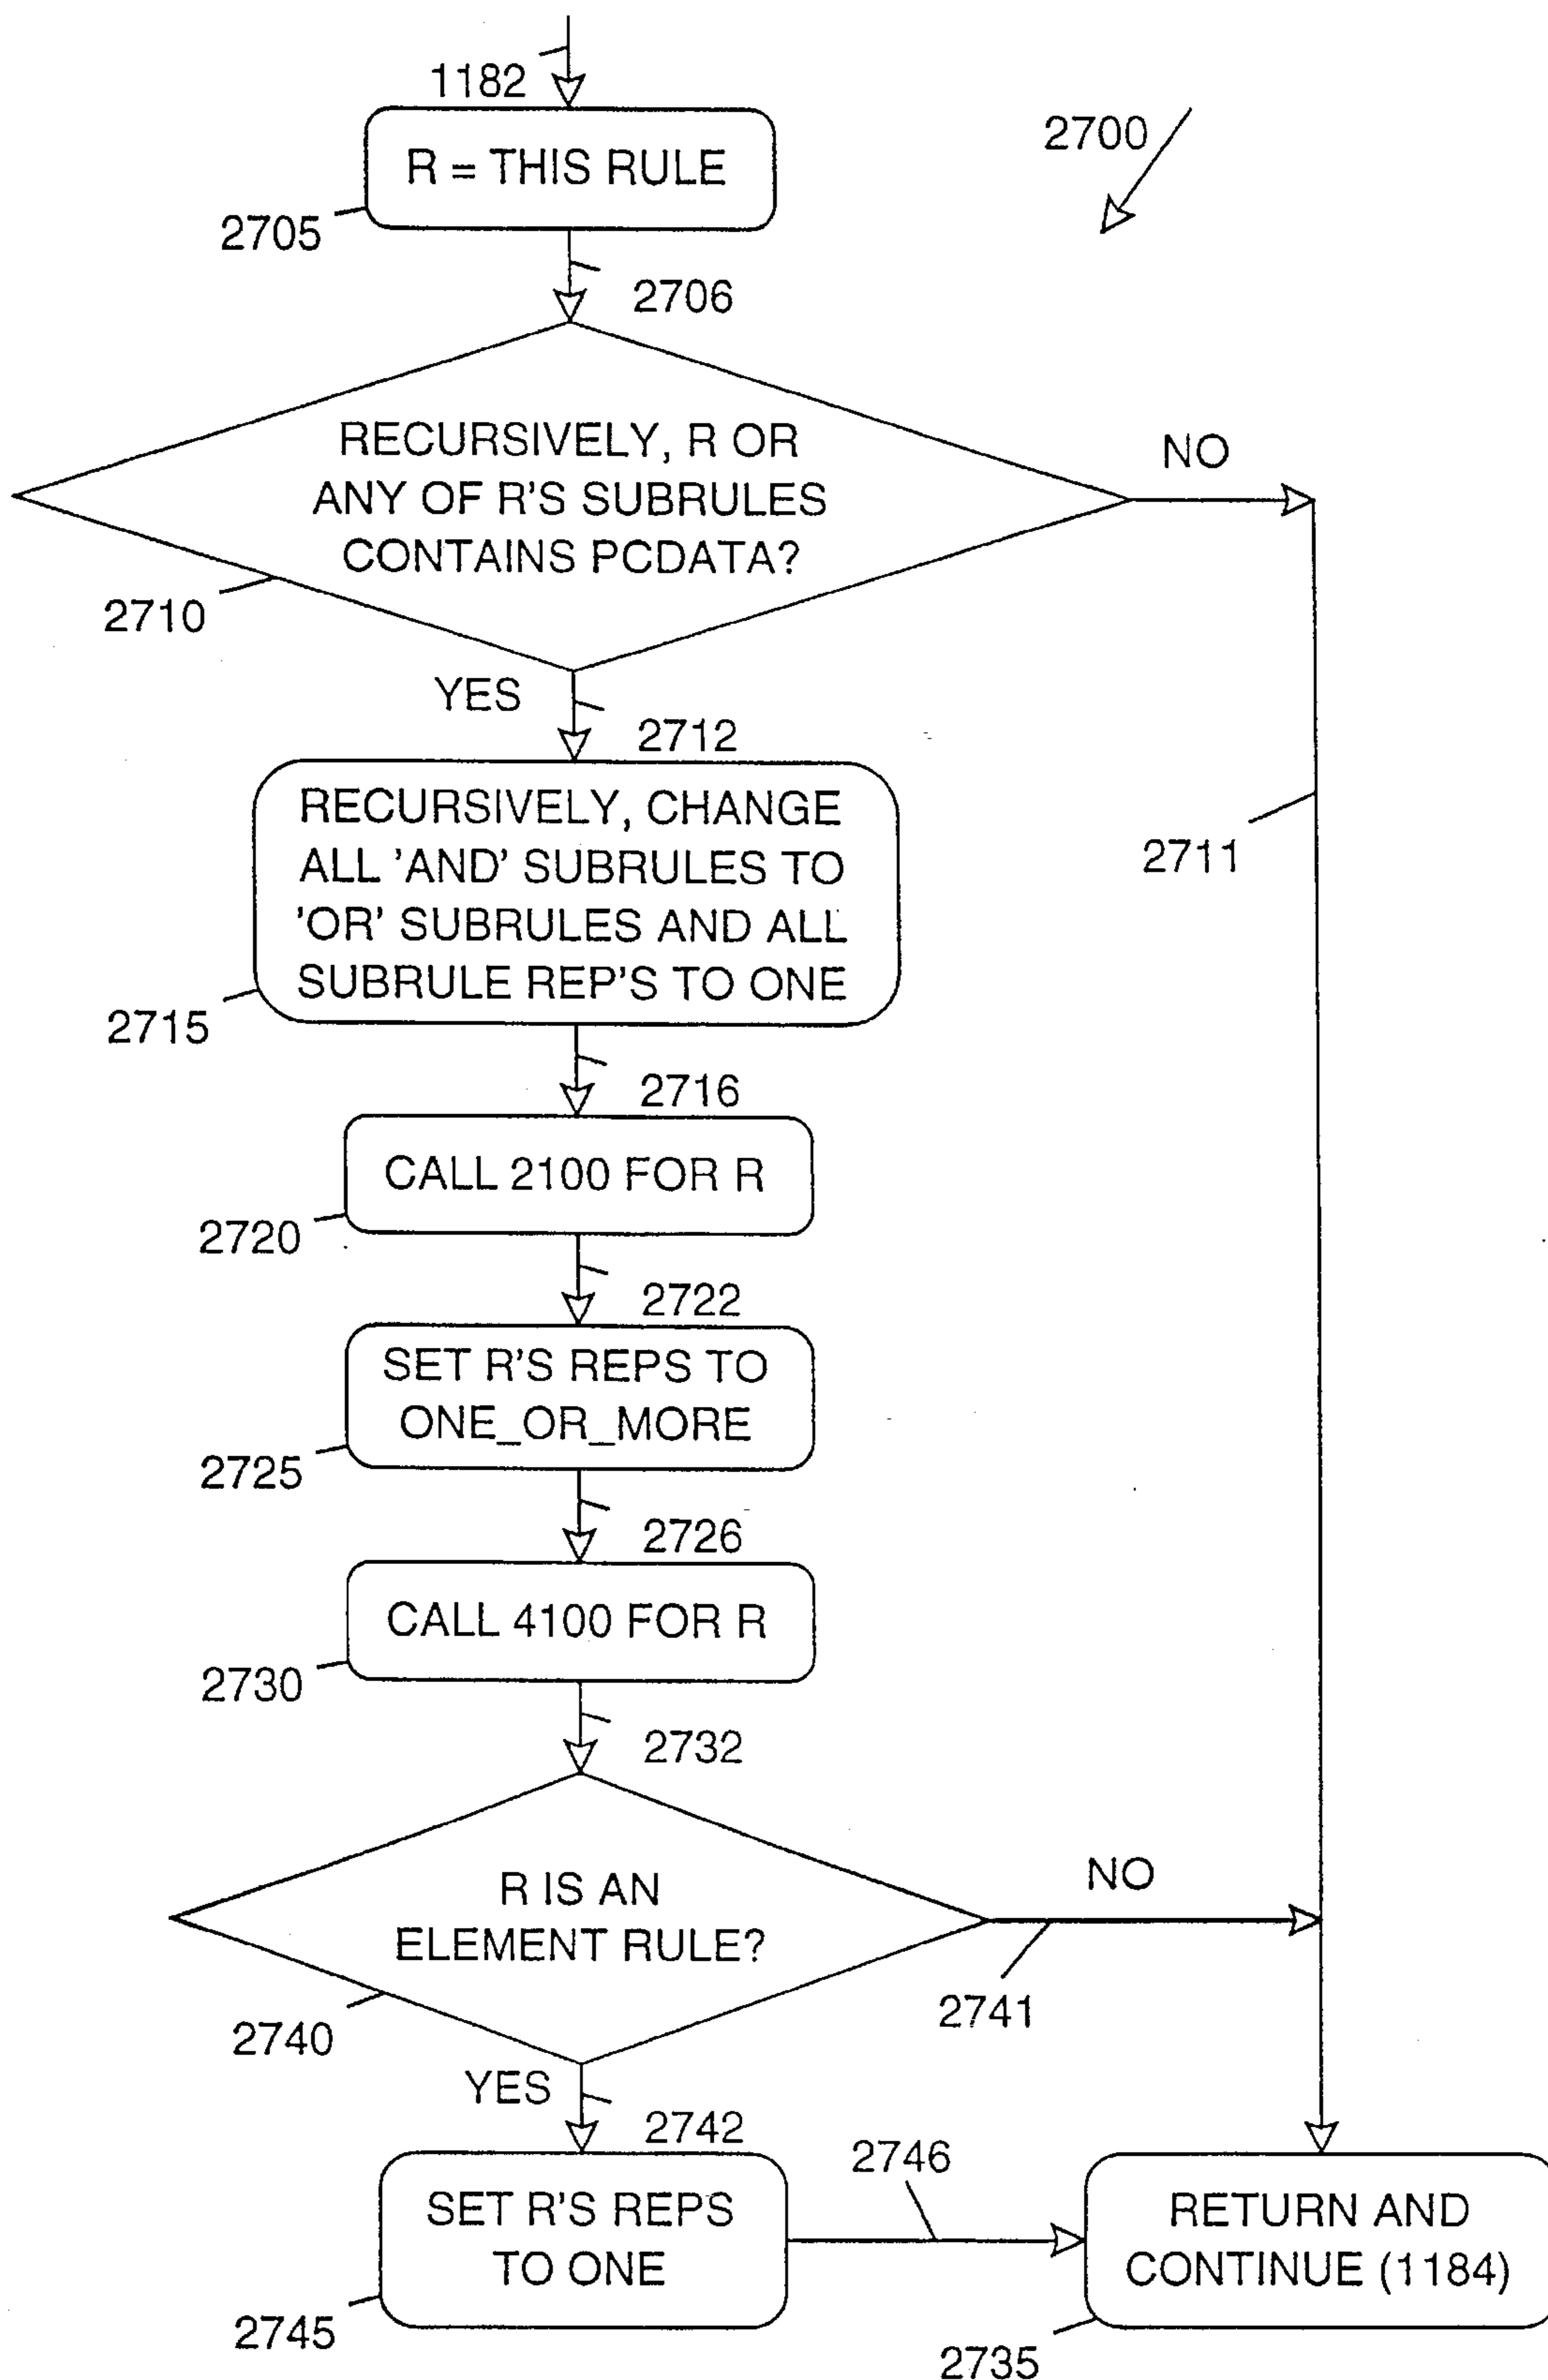 1182
2700
R = THIS RULE
2705
2706
RECURSIVELY, R OR
ANY OF R'S SUBRULES
CONTAINS PCDATA?
NO
2710
YES
2712
2711
RECURSIVELY, CHANGE
ALL 'AND' SUBRULES TO
'OR' SUBRULES AND ALL
SUBRULE REP'S TO ONE
2715
2716
CALL 2100 FOR R
2720
2722
SET R'S REPS TO
ONE_OR_MORE
2725
2726
CALL 4100 FOR R
2730
2732
R IS AN
ELEMENT RULE?
NO
2741
2740
YES
2742
2746
SET R'S REPS
TO ONE
RETURN AND
CONTINUE (1184)
2745
2735